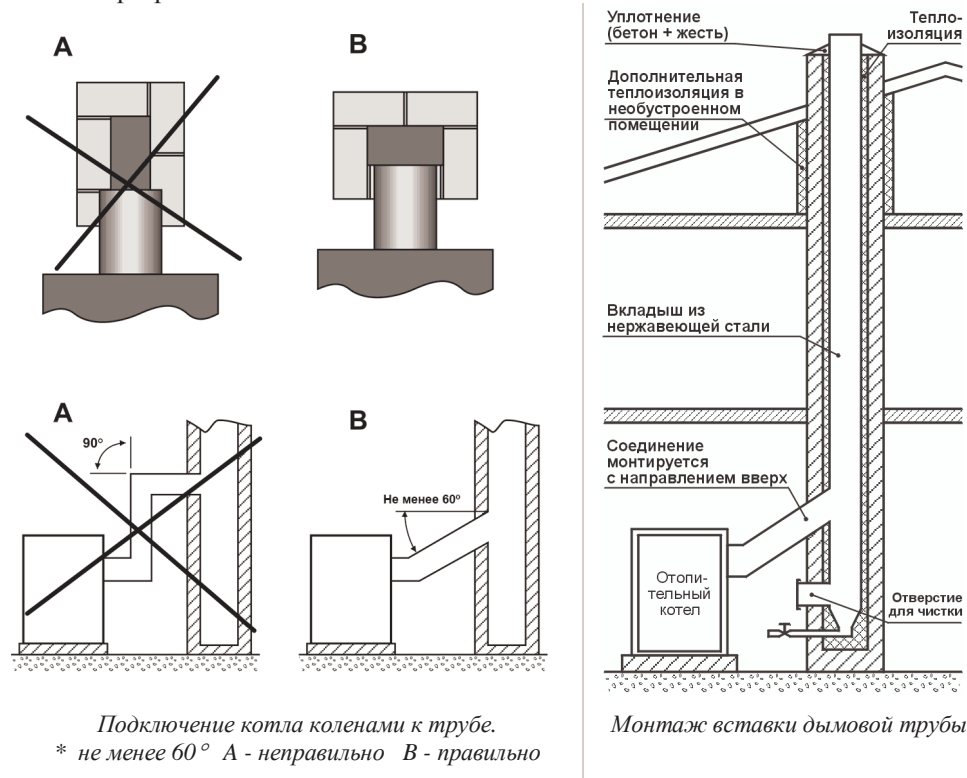 A
B
A
90°
B
Не менее 60º
Подключение котла коленами к трубе.
* не менее 60° А - неправильно В - правильно
Уплотнение
(бетон + жесть)
Тепло-
изоляция
Дополнительная
теплоизоляция в
необустроенном
помещении
Вкладыш из
нержавеющей стали
Соединение
монтируется
с направлением вверх
Отопи-
тельный
котел
Отверстие
для чистки
Монтаж вставки дымовой трубы